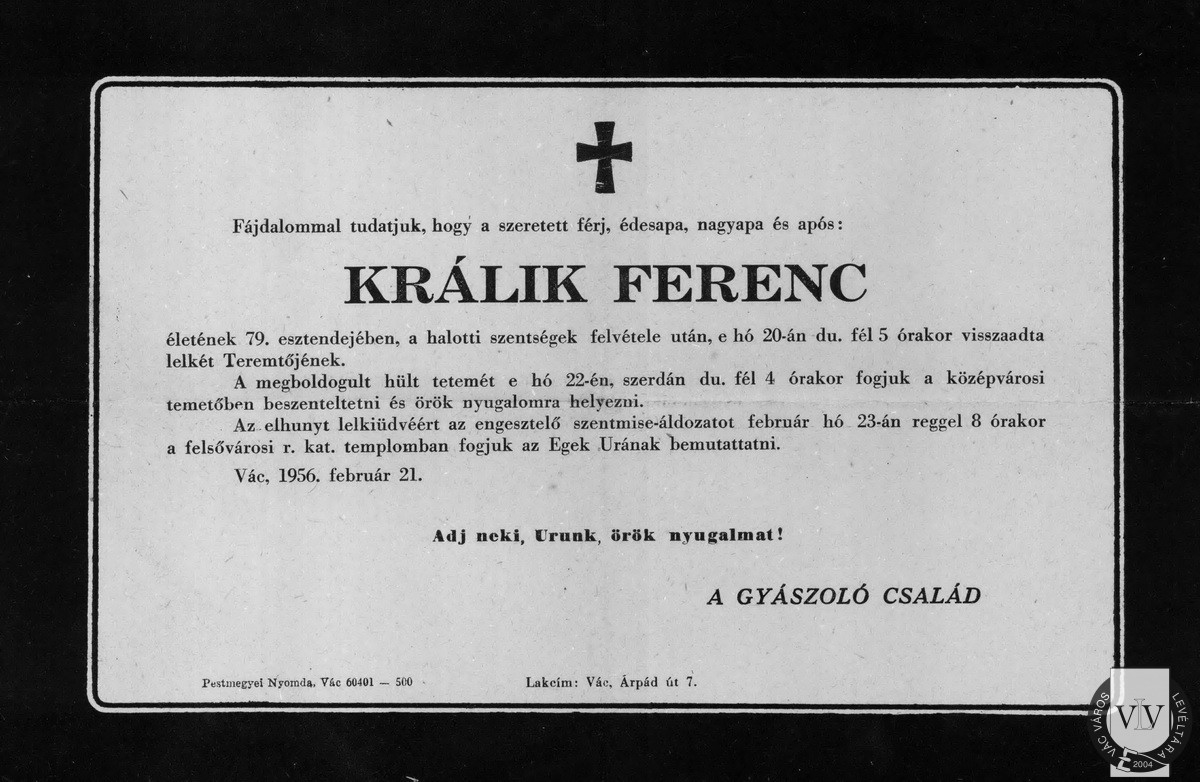 Fájdalommal tudatjuk, hogy a szeretett férj, édesapa, nagyapa és após:
KRÁLIK FERENC
életének 79. esztendejében, a halotti szentségek felvétele után, e hó 20-án du. fél 5 órakor visszaadta
lelkét Teremtőjének.
A megboldogult hült tetemét e hó 22-én, szerdán du. fél 4 órakor fogjuk a középvárosi
temetőben beszenteltetni és örök nyugalomra helyezni.
Az elhunyt lelkiüdvéért az engesztelő szentmise-áldozatot február hó 23-án reggel 8 órakor
a felsővárosi r. kat. templomban fogjuk az Egek Urának bemutattatni.
Vác, 1956. február 21.
Adj neki, Urunk, örök nyugalmat!
A GYÁSZOLÓ CSALÁD
Pestmegyei Nyomda, Vác 60401 — 500 Lakcím: Vác, Árpád út 7.
VÁC VÁROS LEVÉLTÁRA
VLV
2004